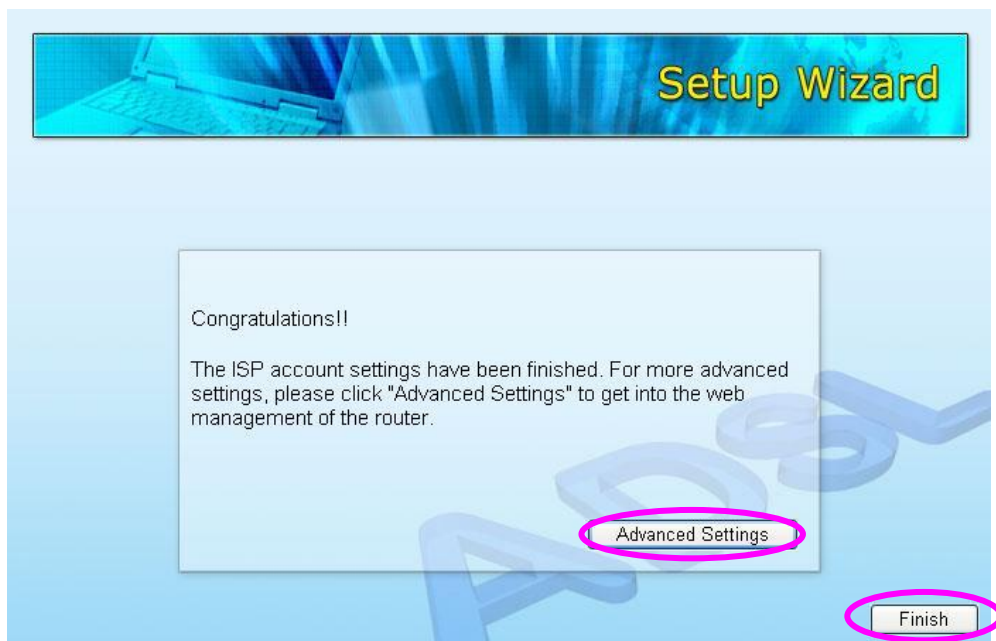 Setup Wizard
Congratulations!!
The ISP account settings have been finished. For more advanced
settings, please click "Advanced Settings" to get into the web
management of the router.
ADSL
Advanced Settings
Finish